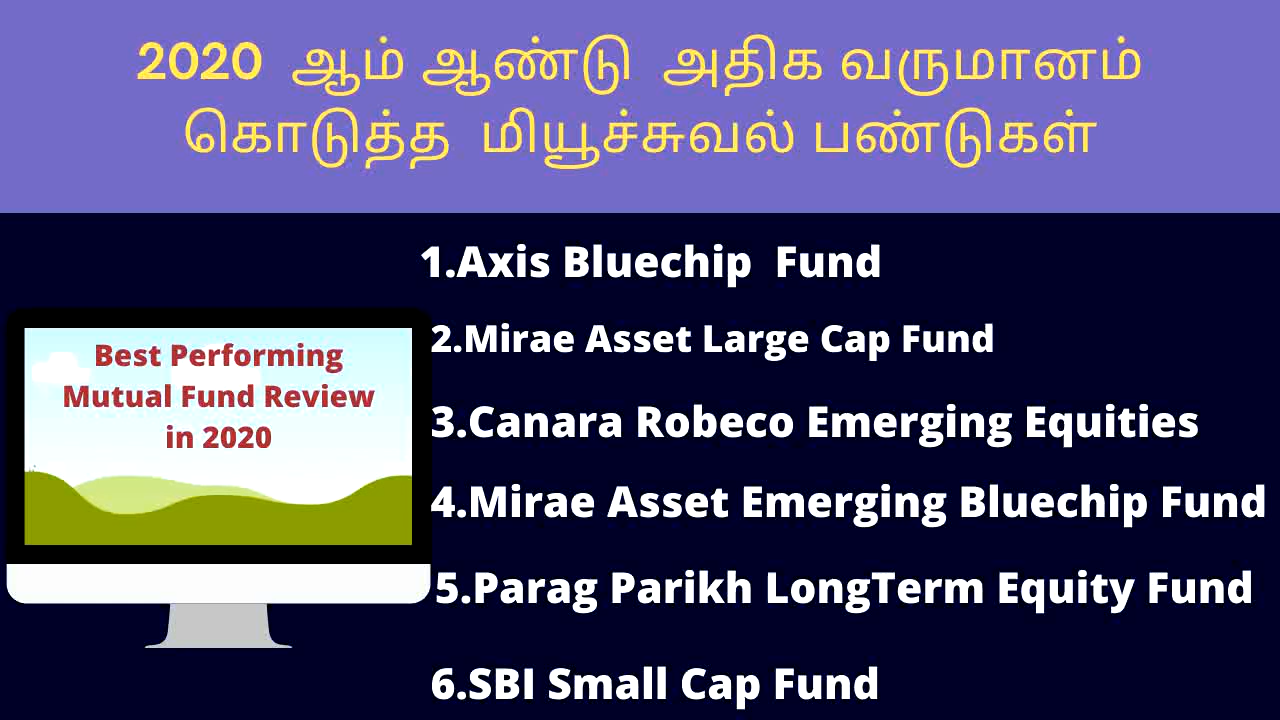 2020 ஆம் ஆண்டு அதிக வருமானம்
கொடுத்த மியூச்சுவல் பண்டுகள்
1.Axis Bluechip Fund
2.Mirae Asset Large Cap Fund
3.Canara Robeco Emerging Equities
4.Mirae Asset Emerging Bluechip Fund
5.Parag Parikh LongTerm Equity Fund
6.SBI Small Cap Fund
Best Performing
Mutual Fund Review
in 2020